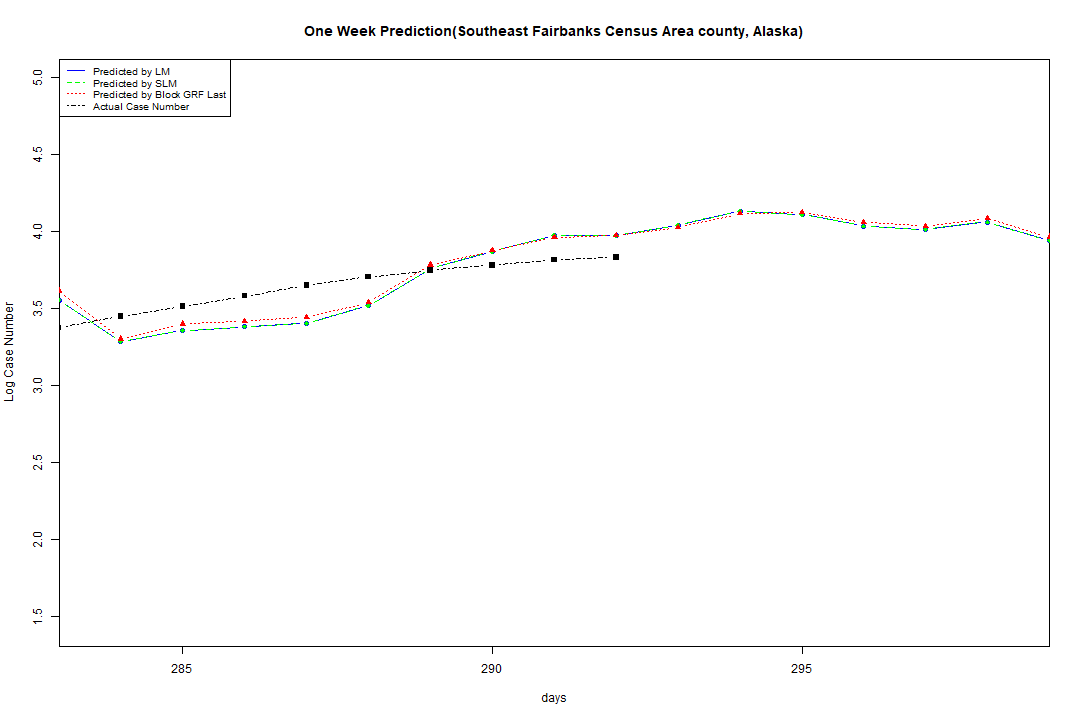 One Week Prediction(Southeast Fairbanks Census Area county, Alaska)
Predicted by LM
Predicted by SLM
Predicted by Block GRF Last
Actual Case Number
5.0
4.5
4.0
3.5
3.0
2.5
2.0
1.5
Log Case Number
285
290
295
days